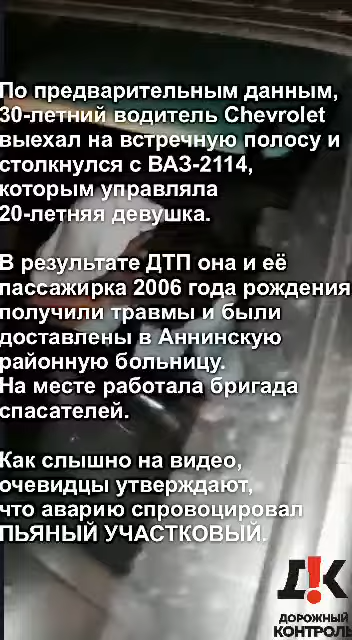 По предварительным данным,
30-летний водитель Chevrolet
выехал на встречную полосу и
столкнулся с ВАЗ-2114,
которым управляла
20-летняя девушка.
В результате ДТП она и её
пассажирка 2006 года рождения
получили травмы и были
доставлены в Аннинскую
районную больницу.
На месте работала бригада
спасателей.
Как слышно на видео,
очевидцы утверждают,
что аварию спровоцировал
ПЬЯНЫЙ УЧАСТКОВЫЙ.
Д!К
ДОРОЖНЫЙ
КОНТРОЛЬ